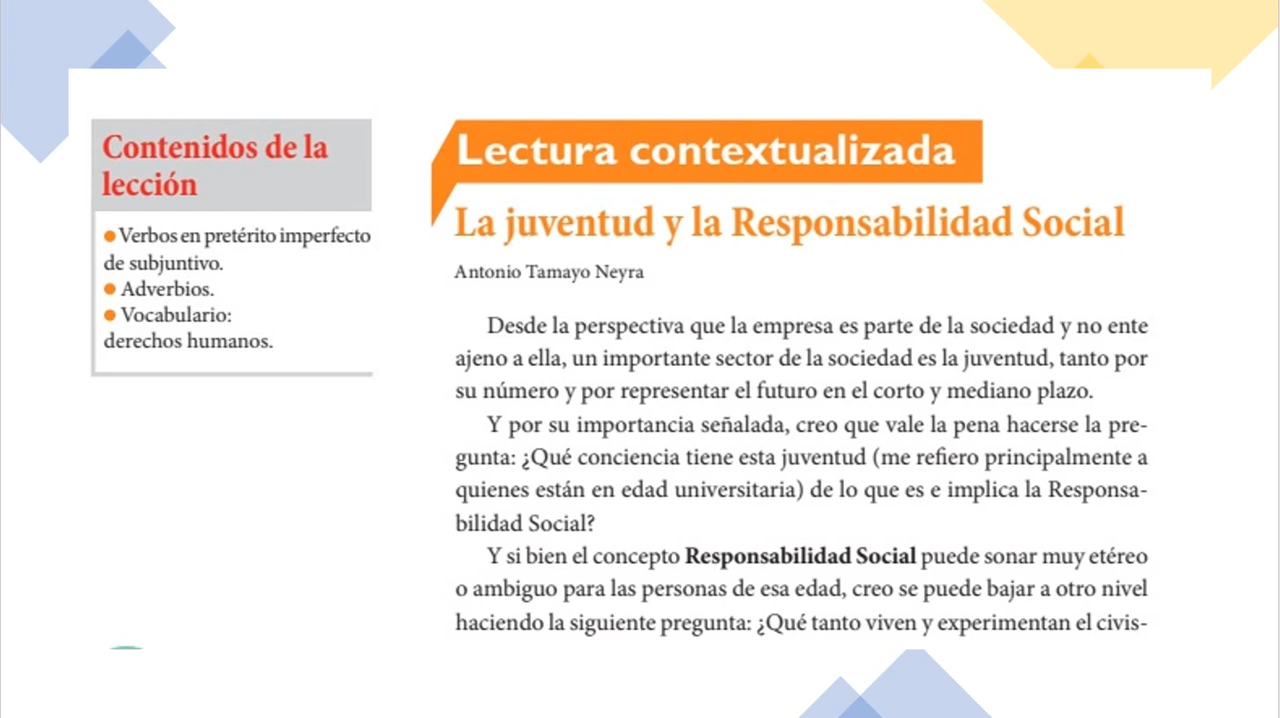 Contenidos de la
lección
● Verbos en pretérito imperfecto
de subjuntivo.
● Adverbios.
● Vocabulario:
derechos humanos.
Lectura contextualizada
La juventud y la Responsabilidad Social
Antonio Tamayo Neyra
Desde la perspectiva que la empresa es parte de la sociedad y no ente
ajeno a ella, un importante sector de la sociedad es la juventud, tanto por
su número y por representar el futuro en el corto y mediano plazo.
Y por su importancia señalada, creo que vale la pena hacerse la pre-
gunta: ¿Qué conciencia tiene esta juventud (me refiero principalmente a
quienes están en edad universitaria) de lo que es e implica la Responsa-
bilidad Social?
Y si bien el concepto Responsabilidad Social puede sonar muy etéreo
o ambiguo para las personas de esa edad, creo se puede bajar a otro nivel
haciendo la siguiente pregunta: ¿Qué tanto viven y experimentan el civis-